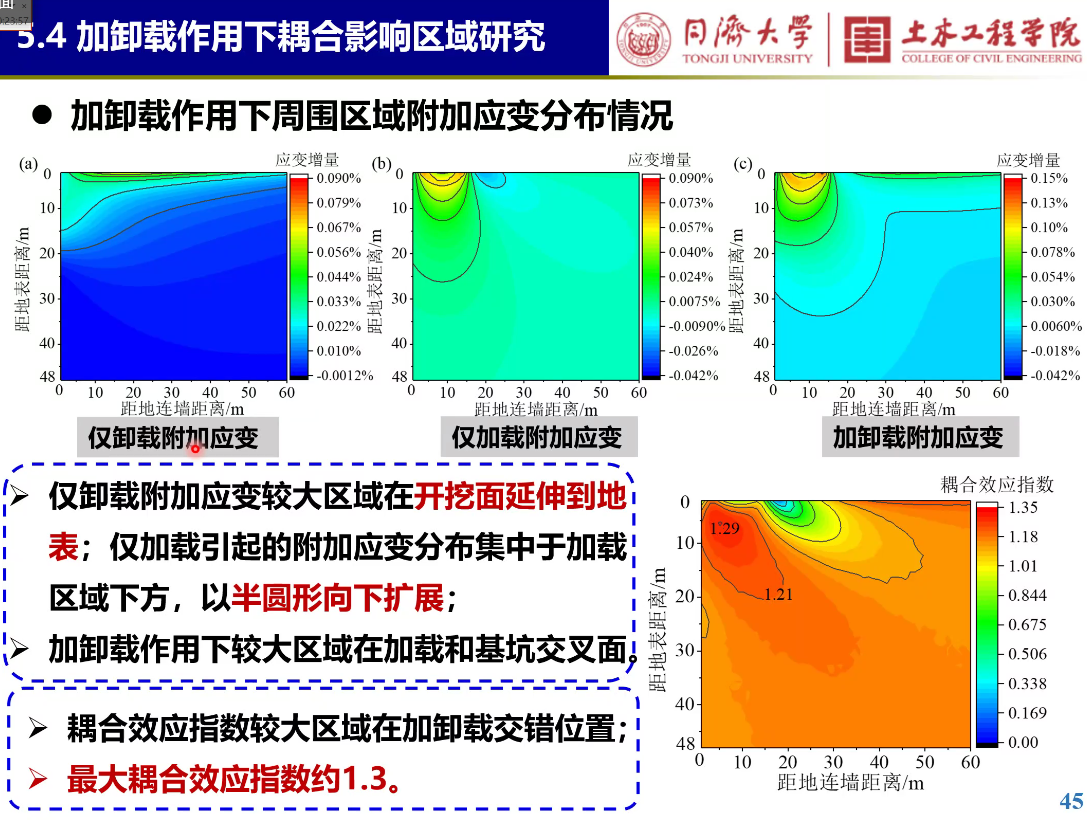 面
0:23:57
5.4 加卸载作用下耦合影响区域研究
同濟大學
TONGJI UNIVERSITY
土木工程学院
COLLEGE OF CIVIL ENGINEERING
● 加卸载作用下周围区域附加应变分布情况
(a)
应变增量
0
10
20
30
40
48
距地表距离/m
0 10 20 30 40 50 60
距地连墙距离/m
0.090%
0.079%
0.067%
0.056%
0.044%
0.033%
0.022%
0.010%
-0.0012%
仅卸载附加应变
(b)
应变增量
0
10
20
30
40
48
距地表距离/m
0 10 20 30 40 50 60
距地连墙距离/m
0.090%
0.073%
0.057%
0.040%
0.024%
0.0075%
-0.0090%
-0.026%
-0.042%
仅加载附加应变
(c)
应变增量
0
10
20
30
40
48
距地表距离/m
0 10 20 30 40 50 60
距地连墙距离/m
0.15%
0.13%
0.10%
0.078%
0.054%
0.030%
0.0060%
-0.018%
-0.042%
加卸载附加应变
➢ 仅卸载附加应变较大区域在开挖面延伸到地
表；仅加载引起的附加应变分布集中于加载
区域下方，以半圆形向下扩展；
➢ 加卸载作用下较大区域在加载和基坑交叉面。
➢ 耦合效应指数较大区域在加卸载交错位置；
➢ 最大耦合效应指数约1.3。
耦合效应指数
0
10
20
30
40
48
距地表距离/m
1.29
1.21
0 10 20 30 40 50 60
距地连墙距离/m
1.35
1.18
1.01
0.844
0.675
0.506
0.338
0.169
0.00
45